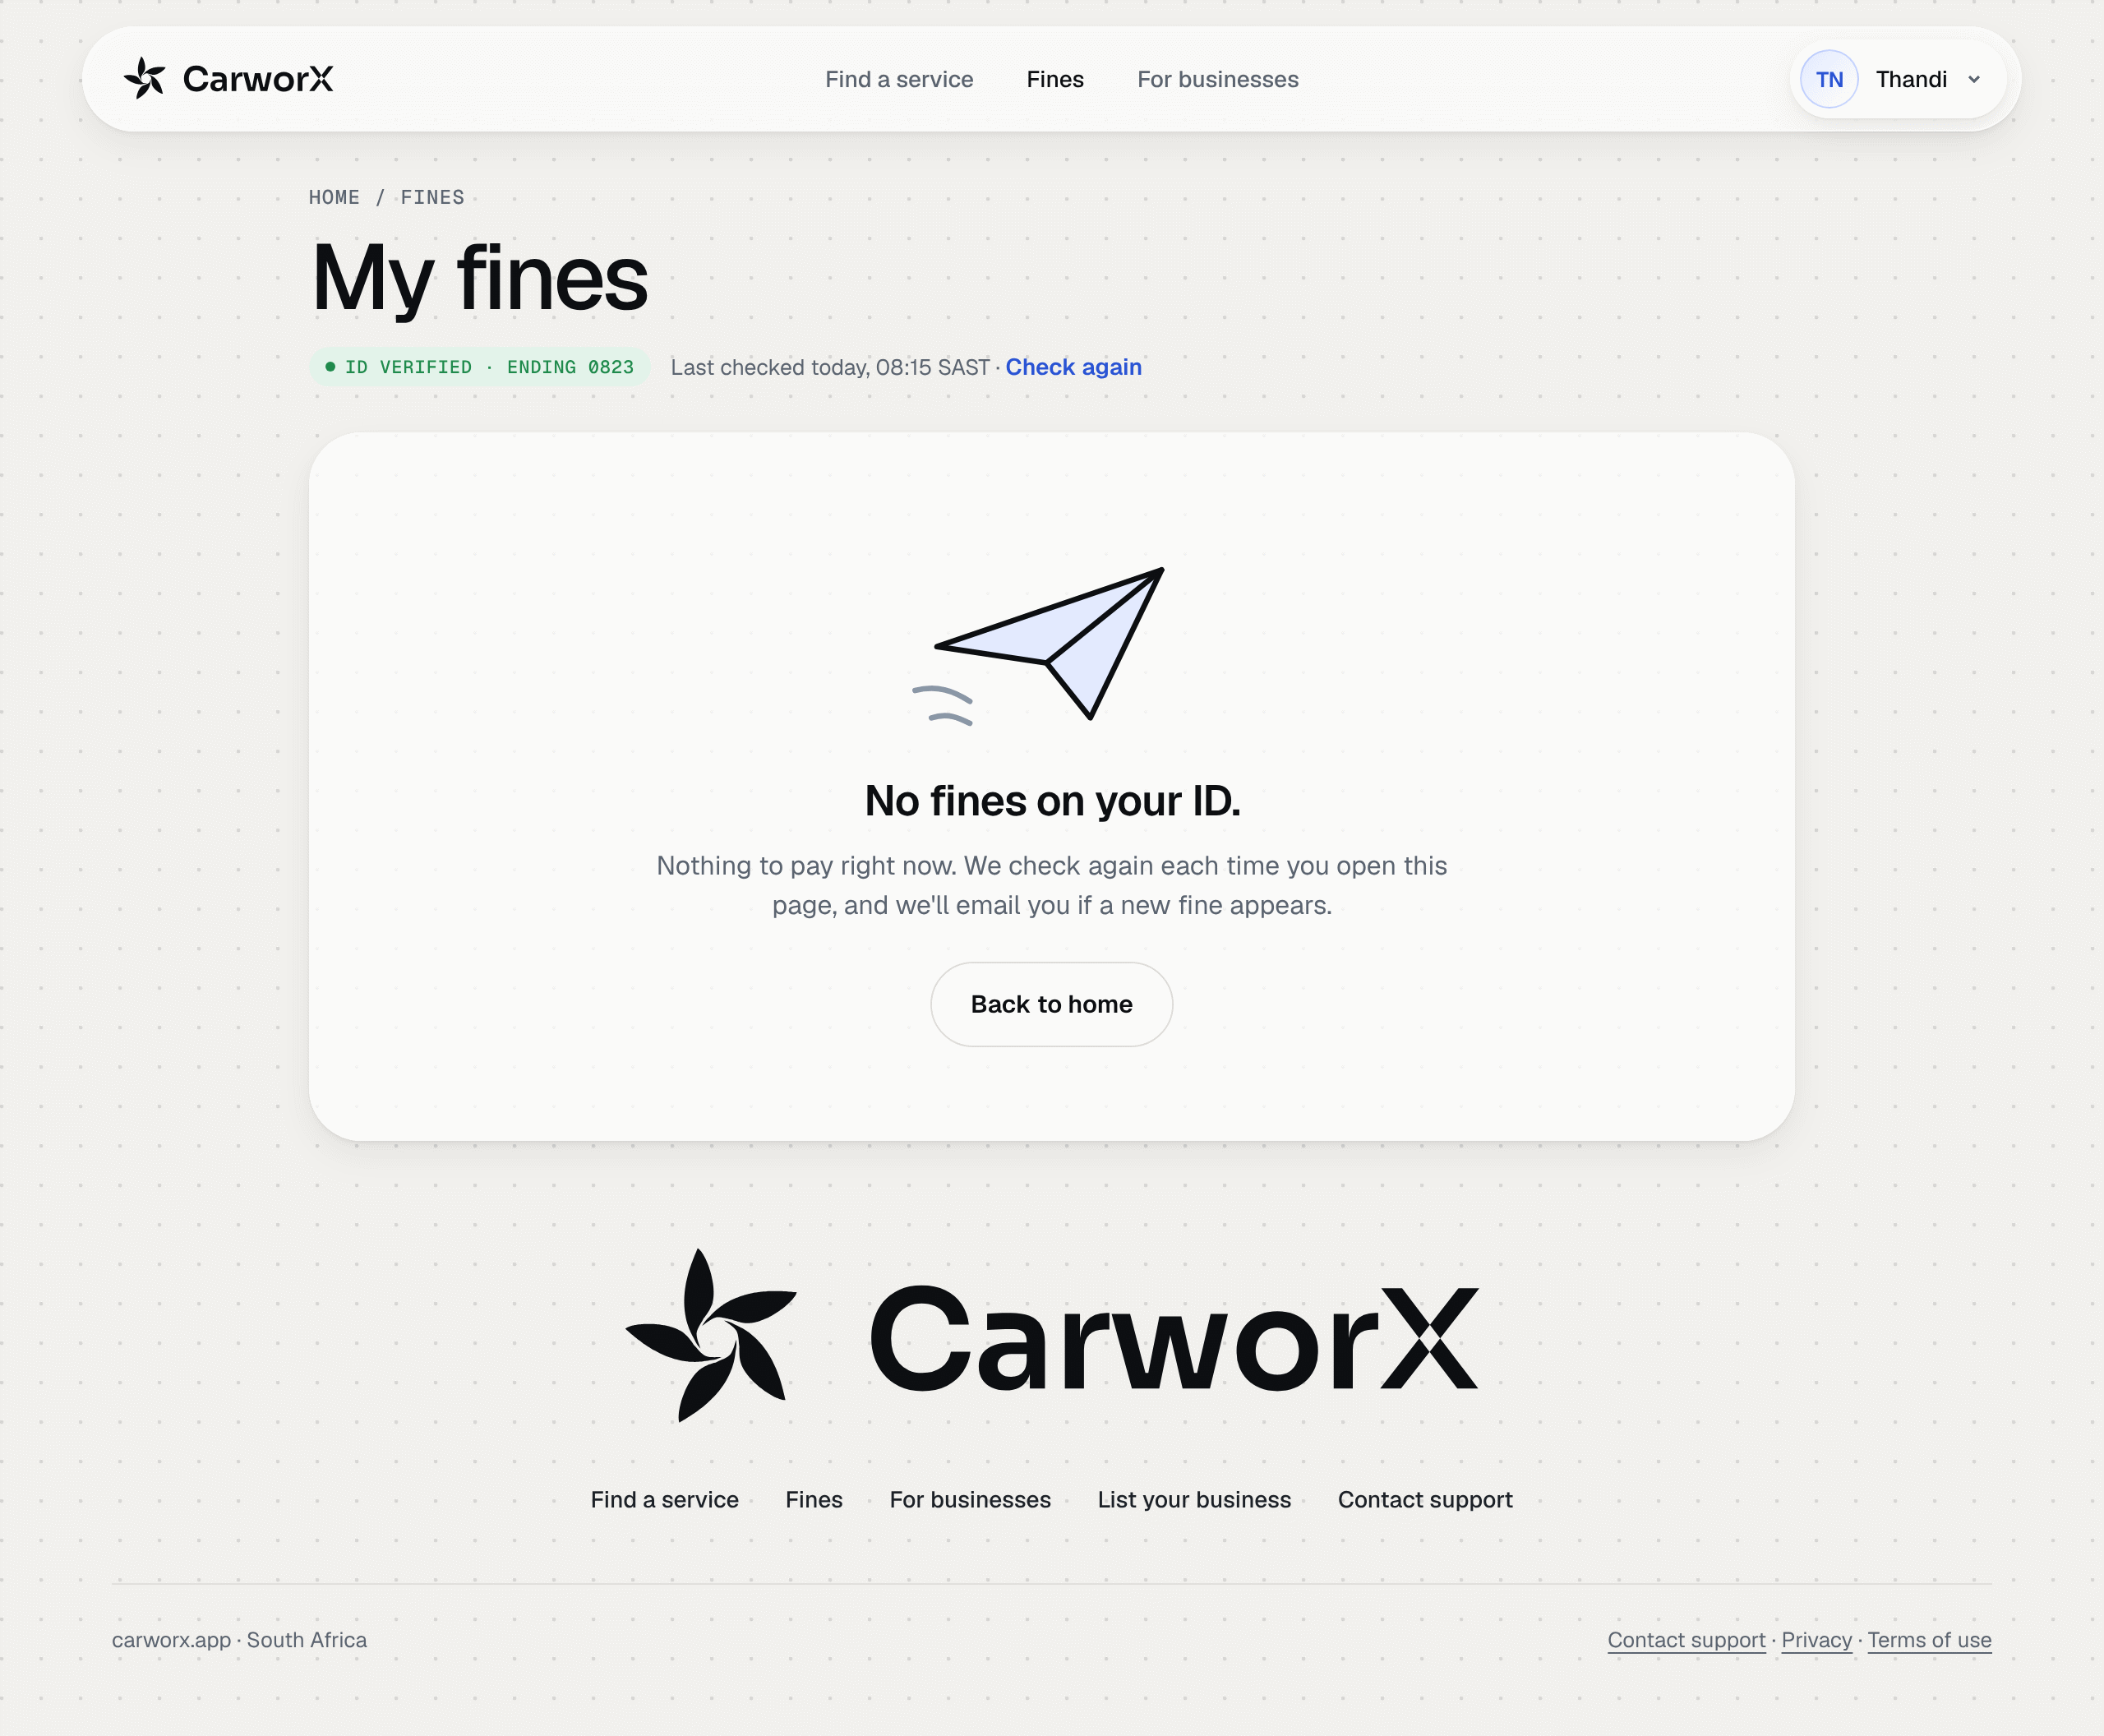 CarworX
Find a service
Fines
For businesses
TN
Thandi
HOME / FINES
My fines
ID VERIFIED · ENDING 0823
Last checked today, 08:15 SAST · Check again
No fines on your ID.
Nothing to pay right now. We check again each time you open this
page, and we'll email you if a new fine appears.
Back to home
CarworX
Find a service
Fines
For businesses
List your business
Contact support
carworx.app · South Africa
Contact support · Privacy · Terms of use